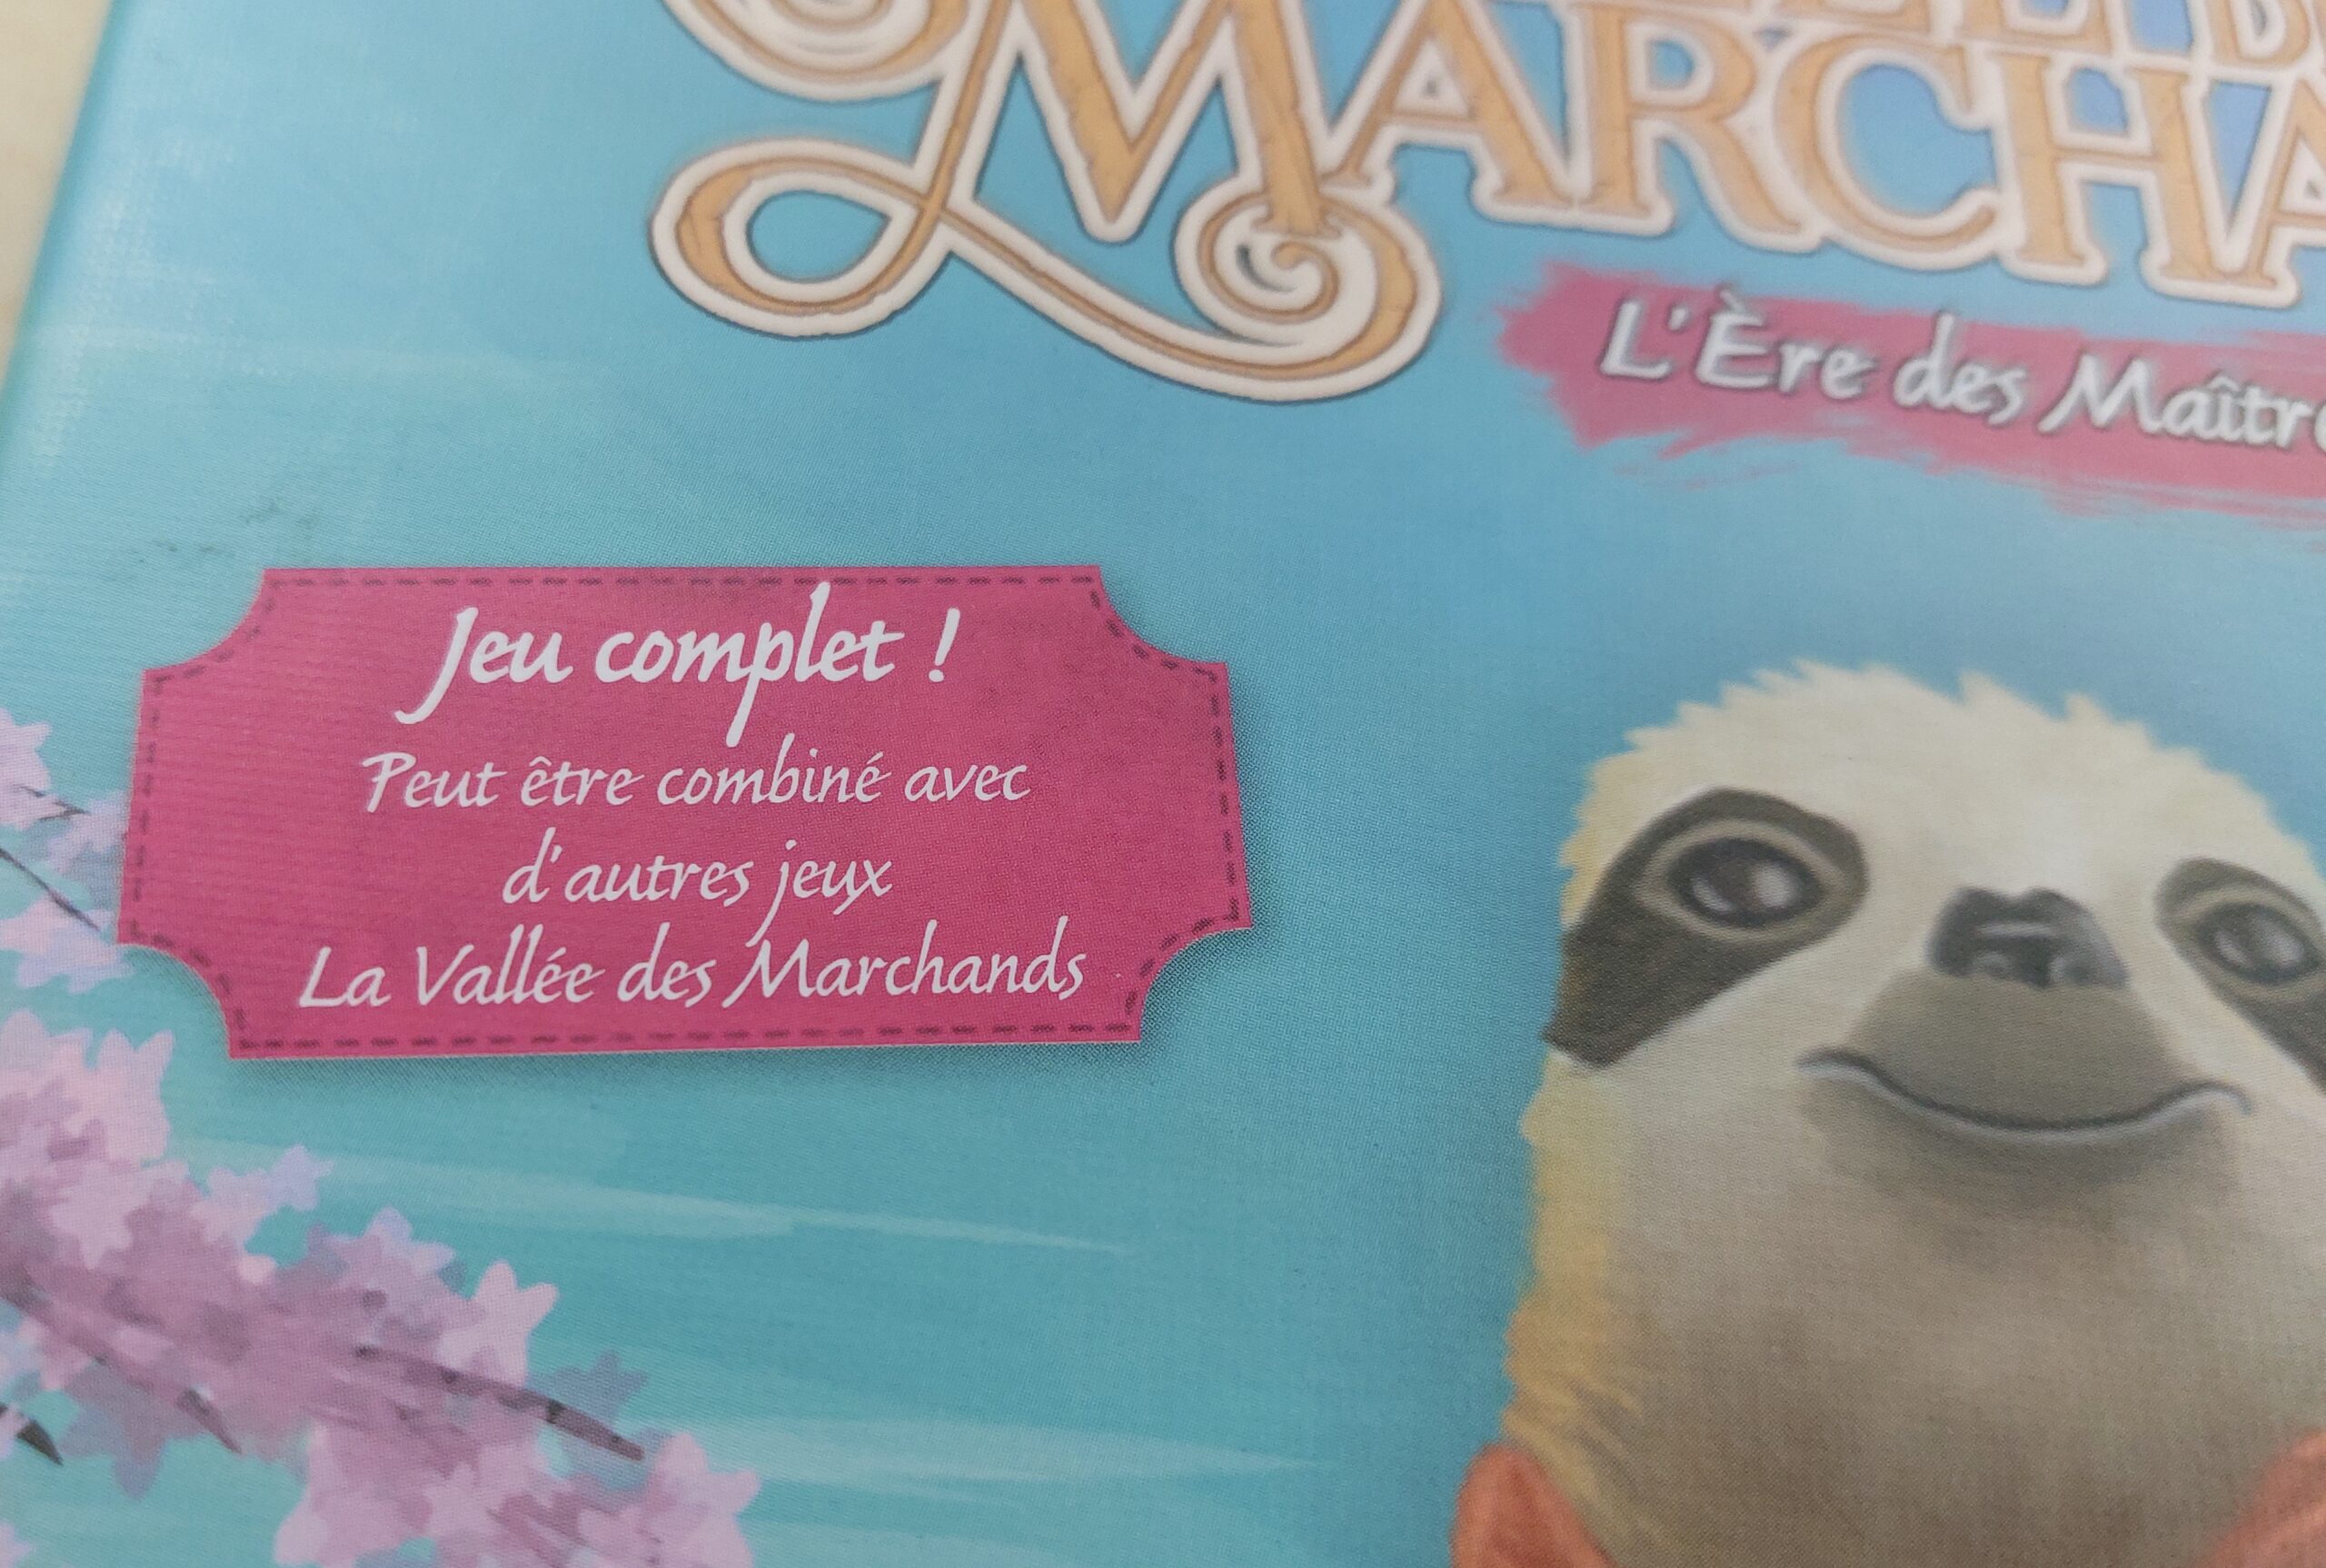 MARCHA
L'Ère des Maîtr
Jeu complet !
Peut être combiné avec
d'autres jeux
La Vallée des Marchands